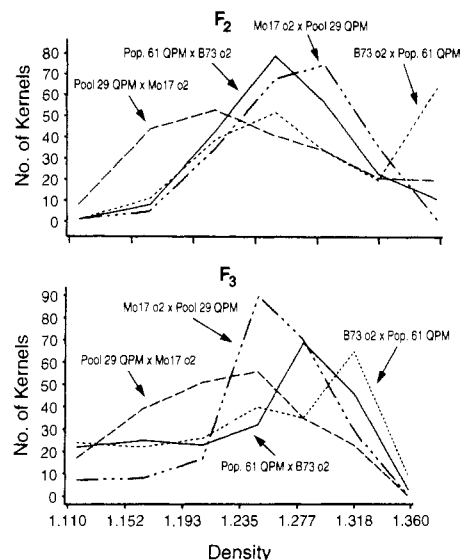 F2
Mo17 o2 x Pool 29 QPM
Pop. 61 QPM x B73 o2
B73 o2 x Pop. 61 QPM
Pool 29 QPM x Mo17 o2
No. of Kernels
80
70
60
50
40
30
20
10
0
F3
Mo17 o2 x Pool 29 QPM
B73 o2 x Pop. 61 QPM
Pool 29 QPM x Mo17 o2
Pop. 61 QPM x B73 o2
No. of Kernels
90
80
70
60
50
40
30
20
10
0
1.110 1.152 1.193 1.235 1.277 1.318 1.360
Density